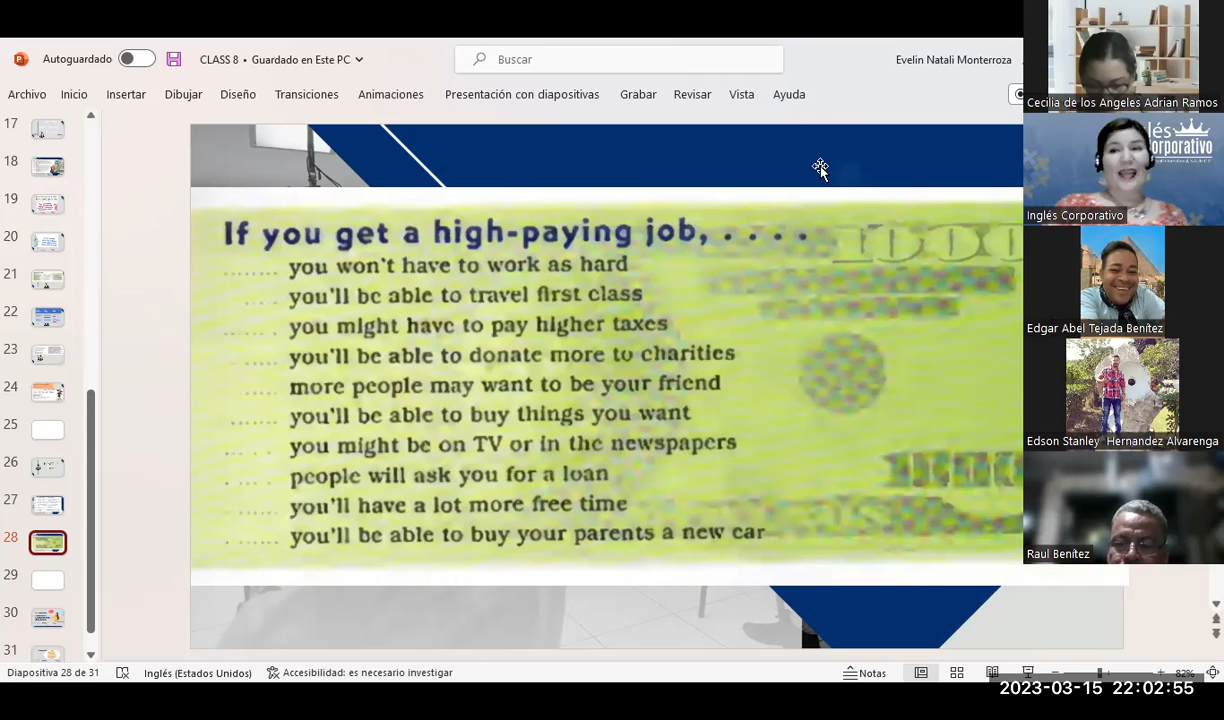 Autoguardado
CLASS 8 • Guardado en Este PC
Buscar
Evelin Natali Monterroza
Archivo Inicio Insertar Dibujar Diseño Transiciones Animaciones Presentación con diapositivas Grabar Revisar Vista Ayuda
17
18
19
20
21
22
23
24
25
26
27
28
29
30
31
If you get a high-paying job, . . . .
........ you won't have to work as hard
..... you'll be able to travel first class
....... you might have to pay higher taxes
..... you'll be able to donate more to charities
..... more people may want to be your friend
....... you'll be able to buy things you want
.... you might be on TV or in the newspapers
. .... people will ask you for a loan
...... you'll have a lot more free time
. ...... you'll be able to buy your parents a new car
Cecilia de los Angeles Adrian Ramos
Inglés Corporativo
Edgar Abel Tejada Benítez
Edson Stanley Hernandez Alvarenga
Raul Benítez
Diapositiva 28 de 31
Inglés (Estados Unidos)
Accesibilidad: es necesario investigar
Notas
82%
2023-03-15 22:02:55